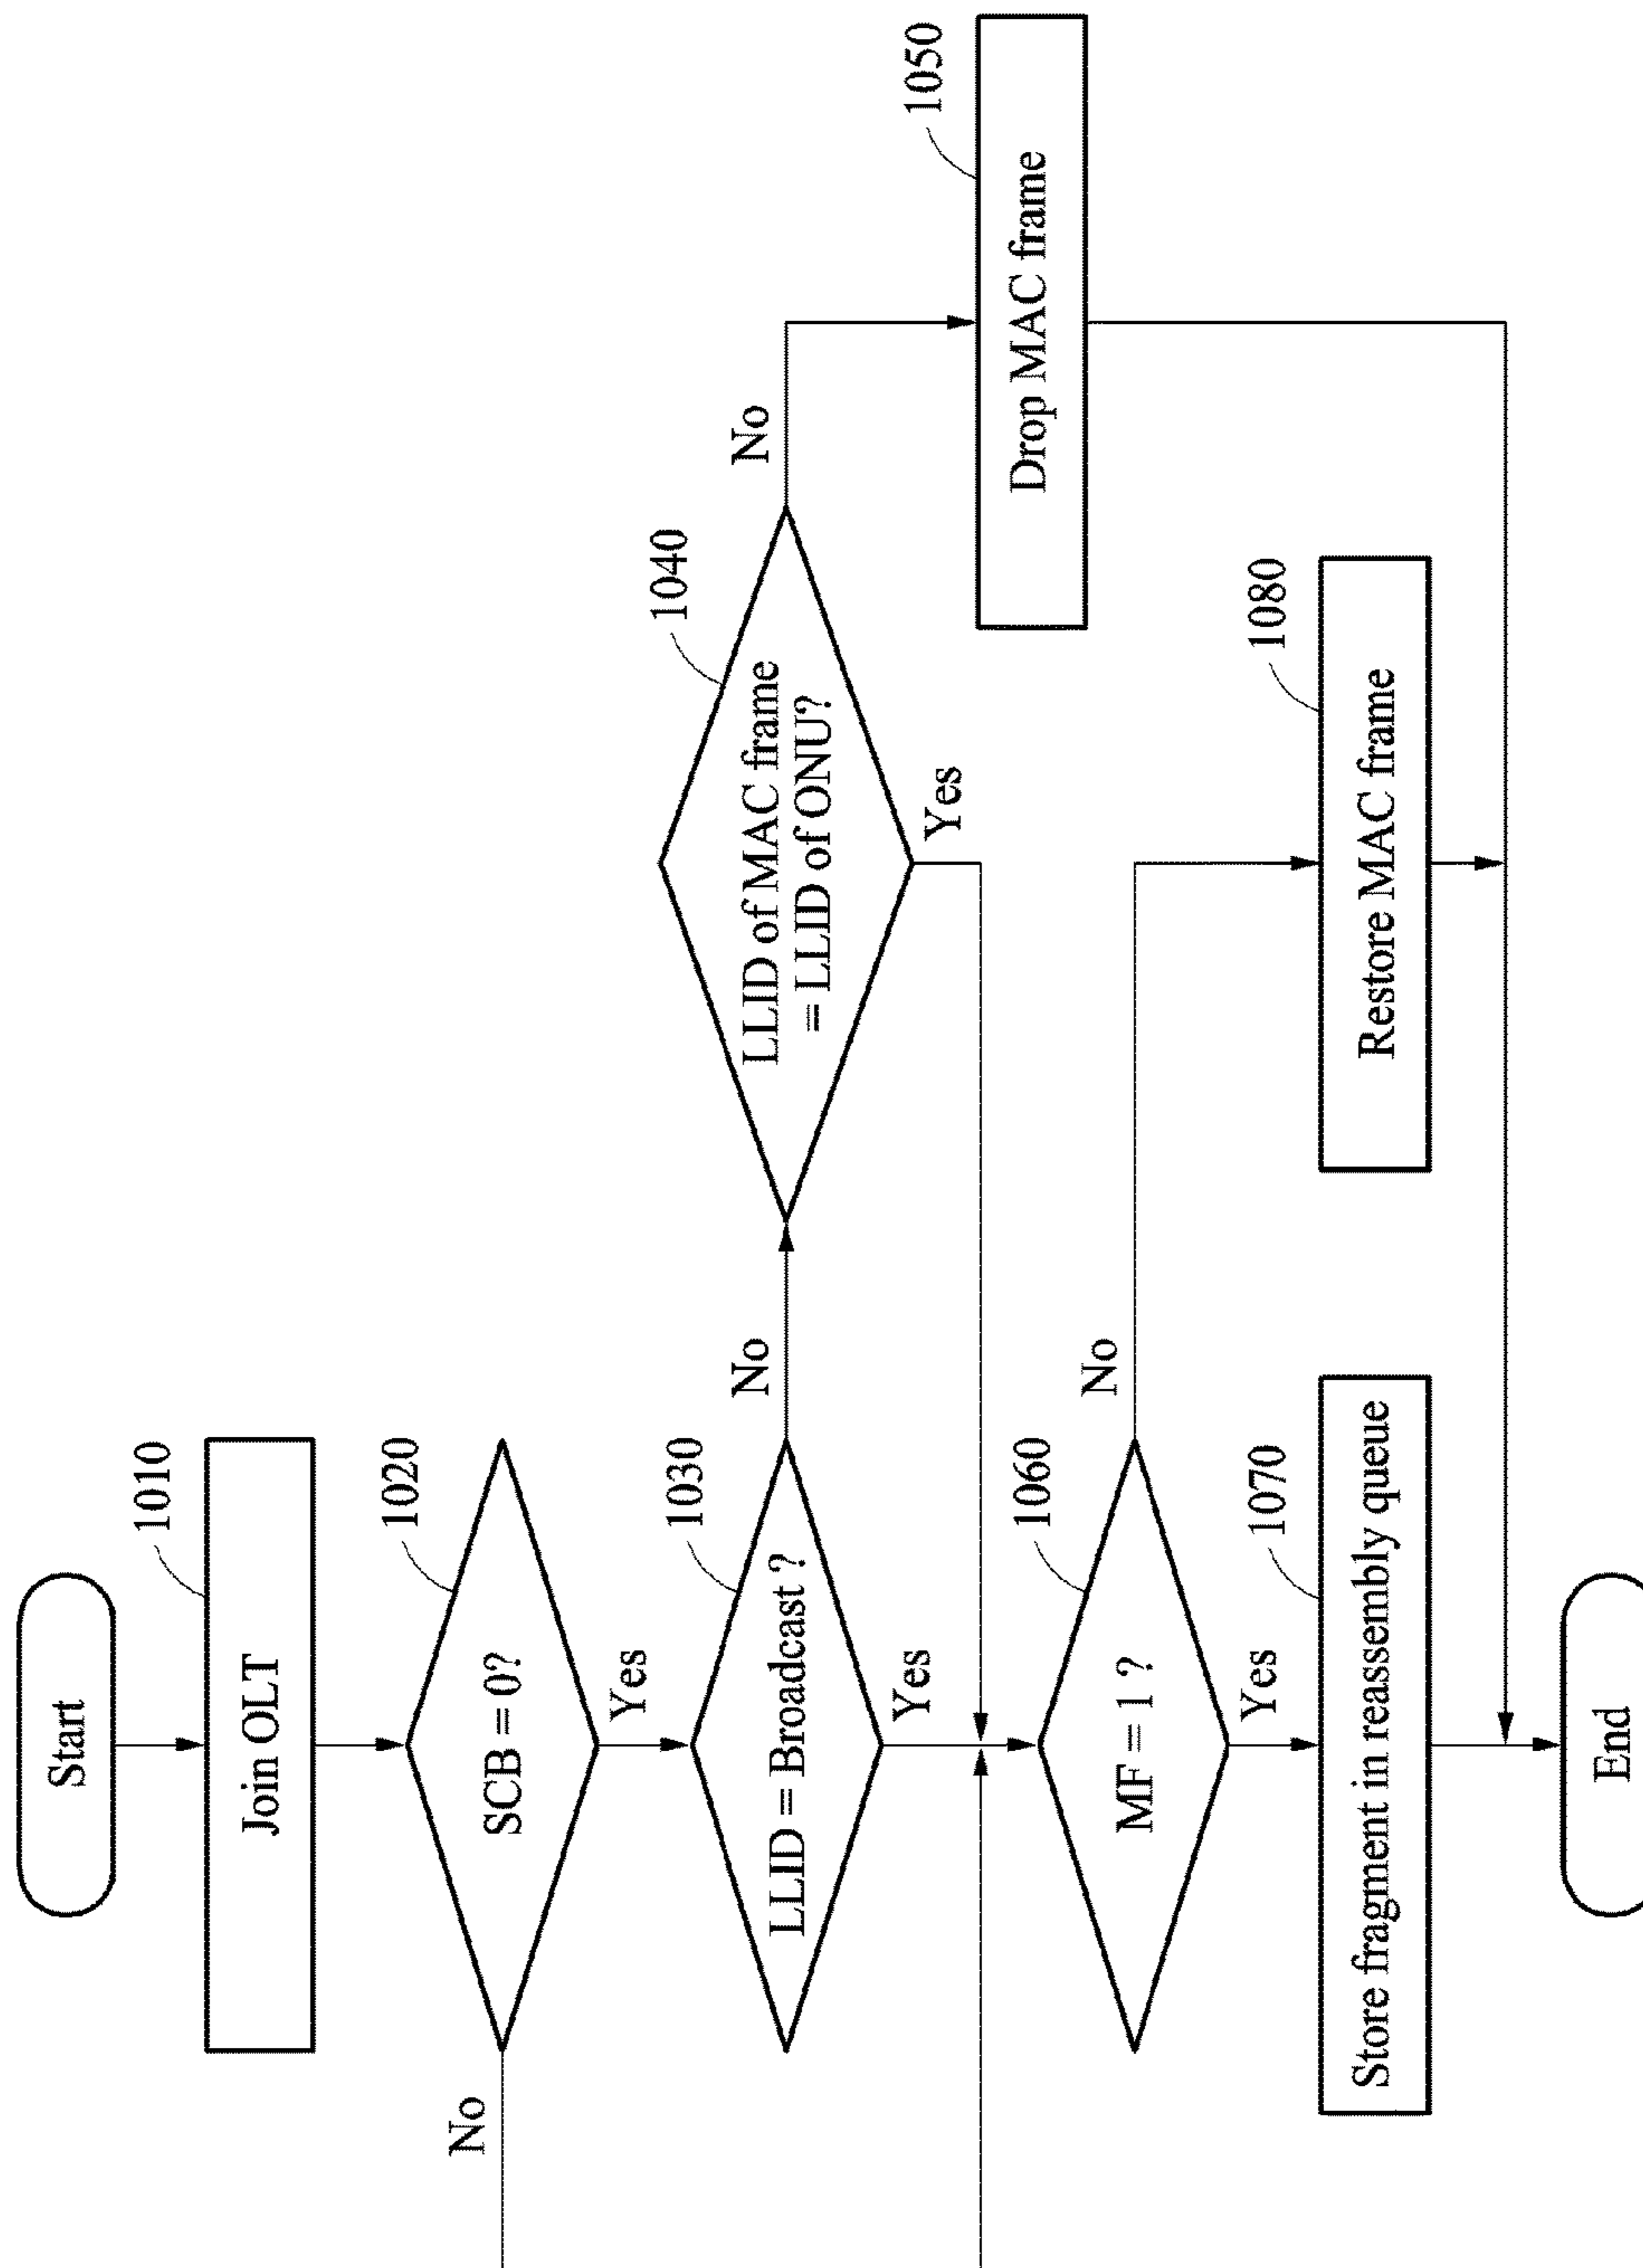 Start
1010
Join OLT
1020
SCB = 0?
No
Yes
1030
LLID = Broadcast ?
No
Yes
1040
LLID of MAC frame
= LLID of ONU?
No
Yes
1050
Drop MAC frame
1060
MF = 1 ?
No
Yes
1070
Store fragment in reassembly queue
1080
Restore MAC frame
End